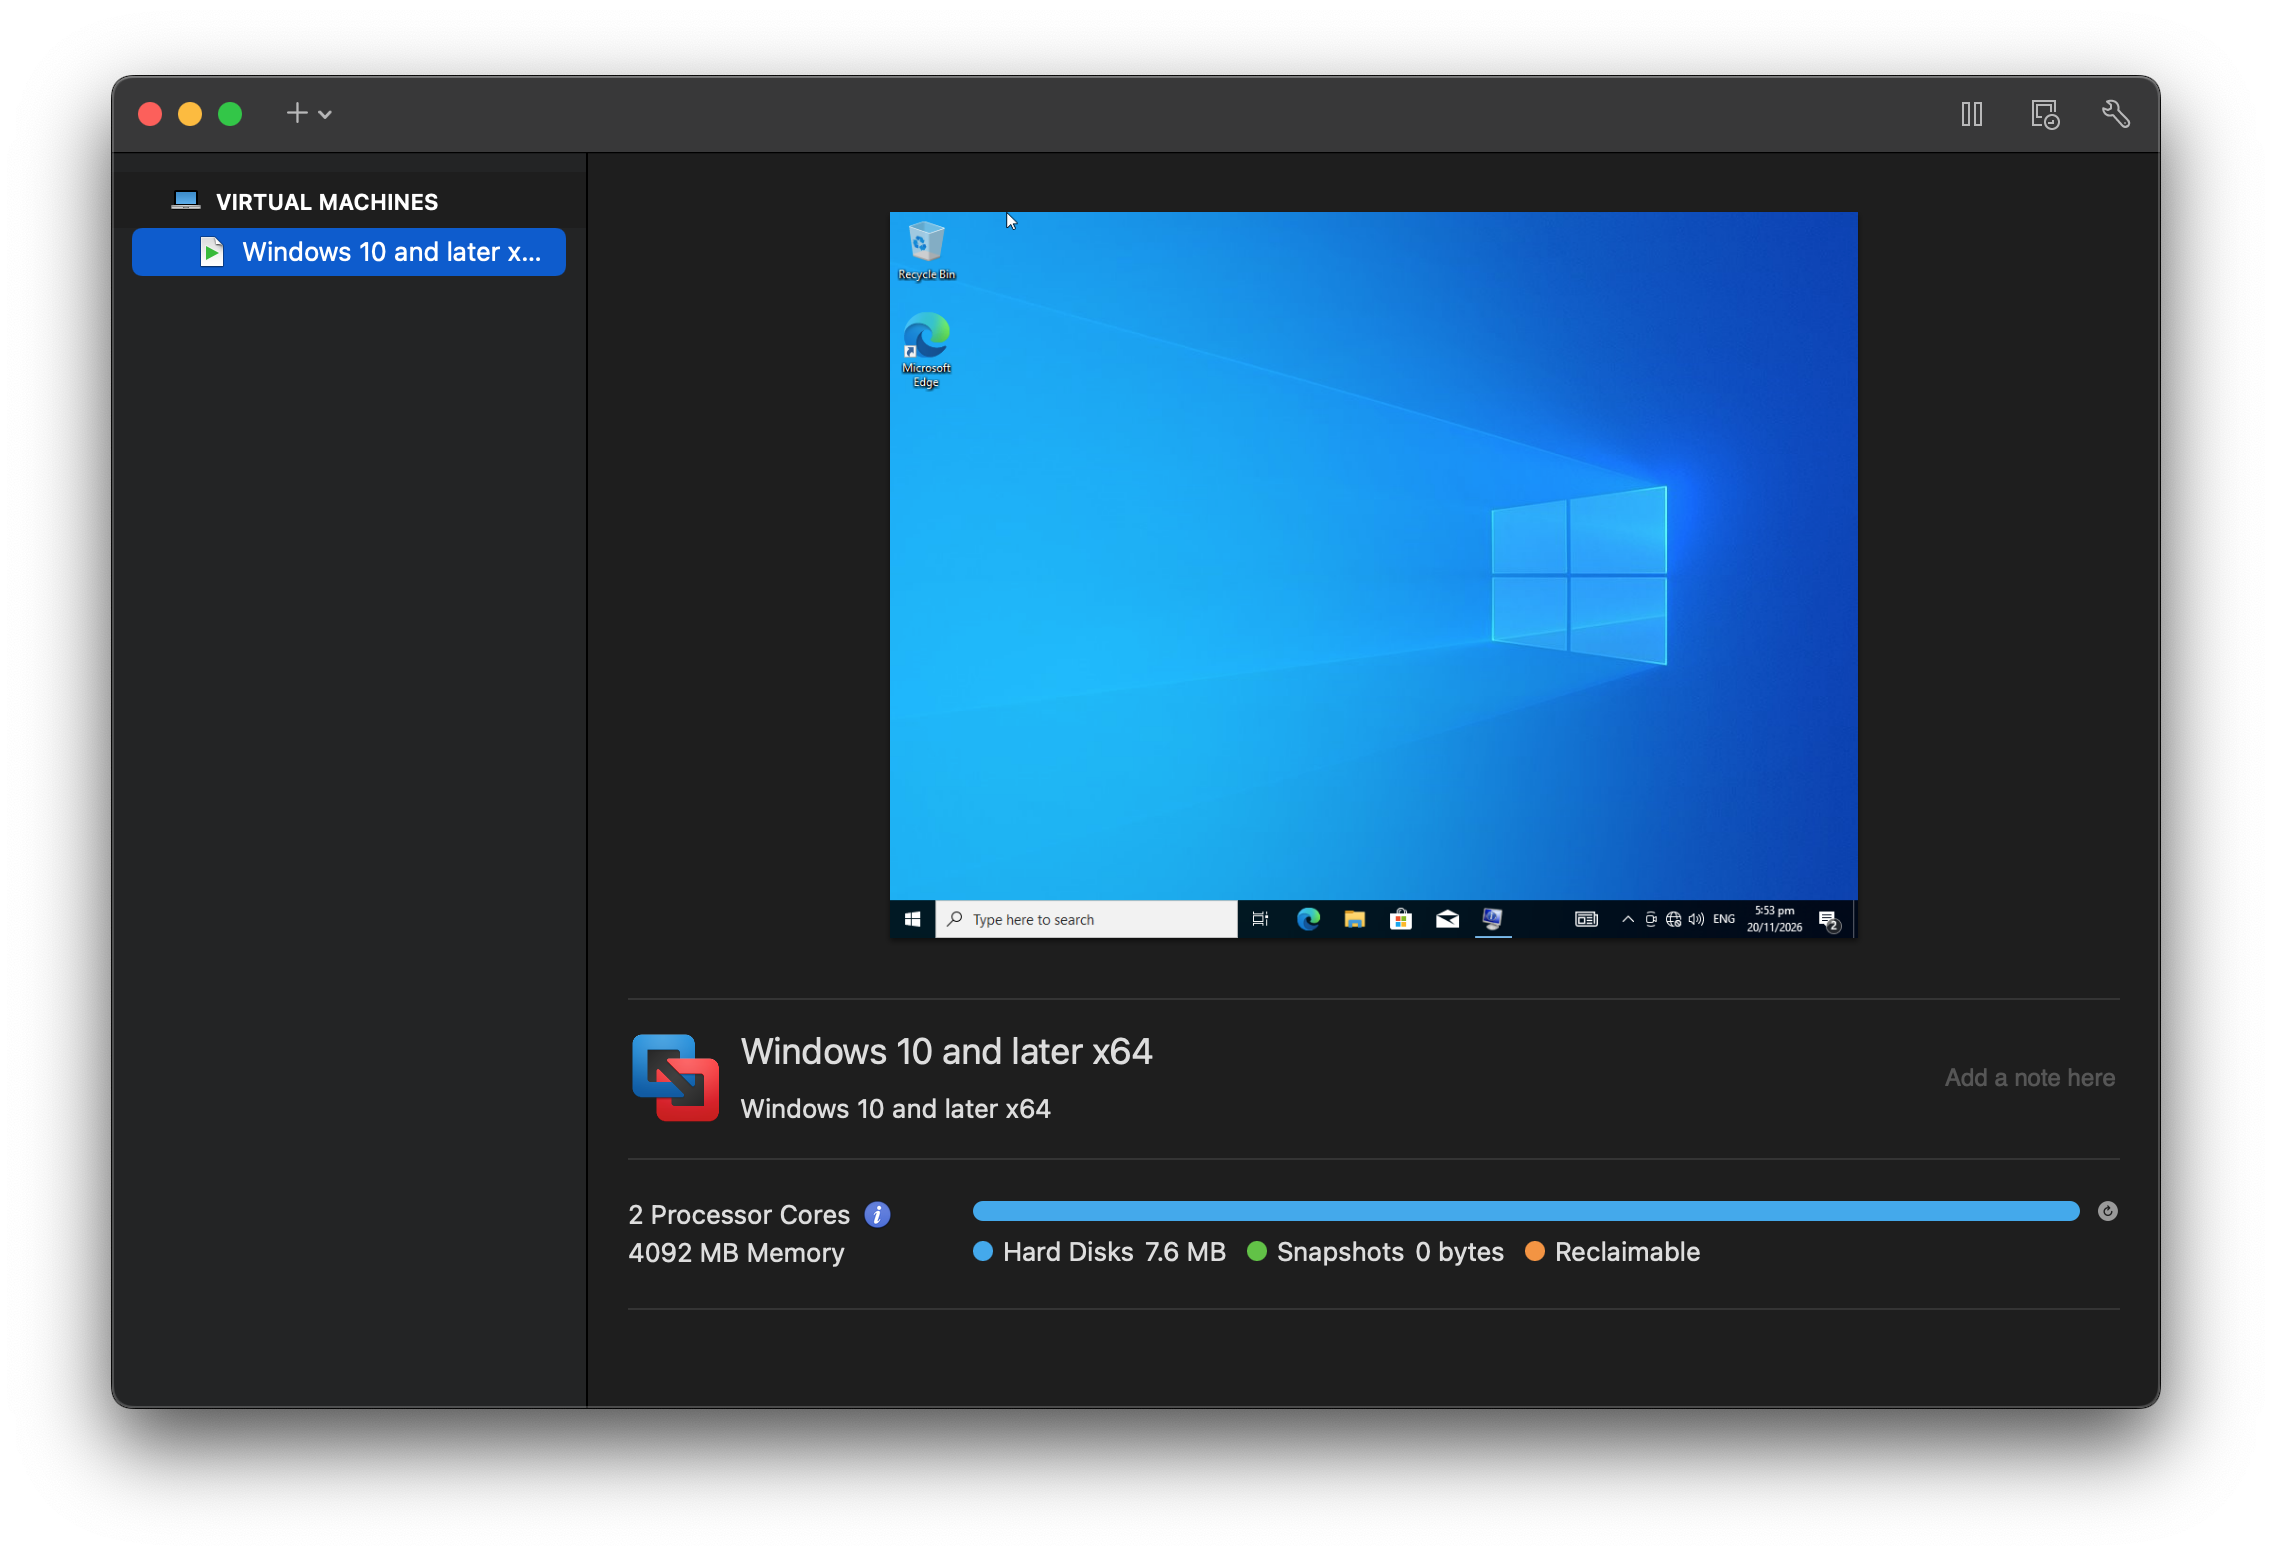 VIRTUAL MACHINES
Windows 10 and later x...
Recycle Bin
Microsoft
Edge
Type here to search
ENG
5:53 pm
20/11/2026
2
Windows 10 and later x64
Windows 10 and later x64
Add a note here
2 Processor Cores
4092 MB Memory
Hard Disks 7.6 MB
Snapshots 0 bytes
Reclaimable